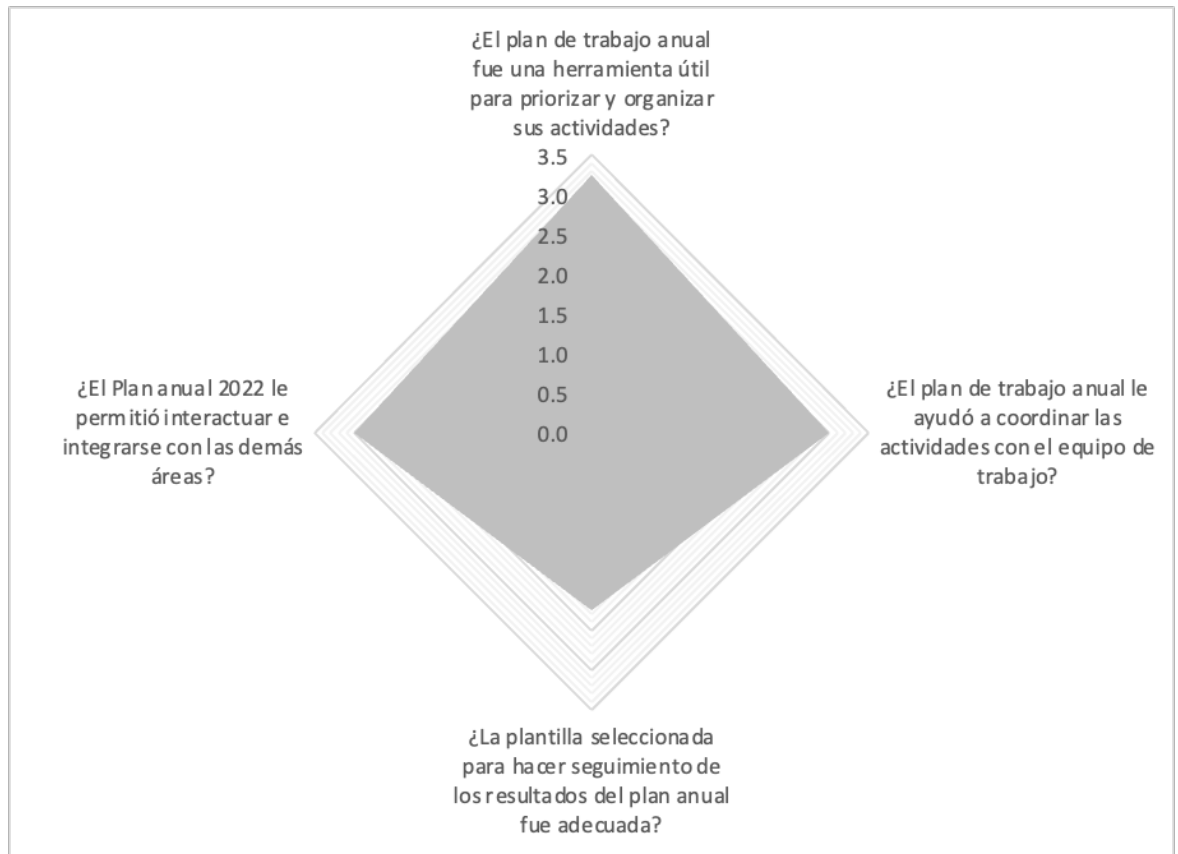 ¿El plan de trabajo anual
fue una herramienta útil
para priorizar y organizar
sus actividades?
3.5
3.0
2.5
2.0
1.5
1.0
0.5
0.0
¿El plan de trabajo anual le
ayudó a coordinar las
actividades con el equipo de
trabajo?
¿La plantilla seleccionada
para hacer seguimiento de
los resultados del plan anual
fue adecuada?
¿El Plan anual 2022 le
permitió interactuar e
integrarse con las demás
áreas?